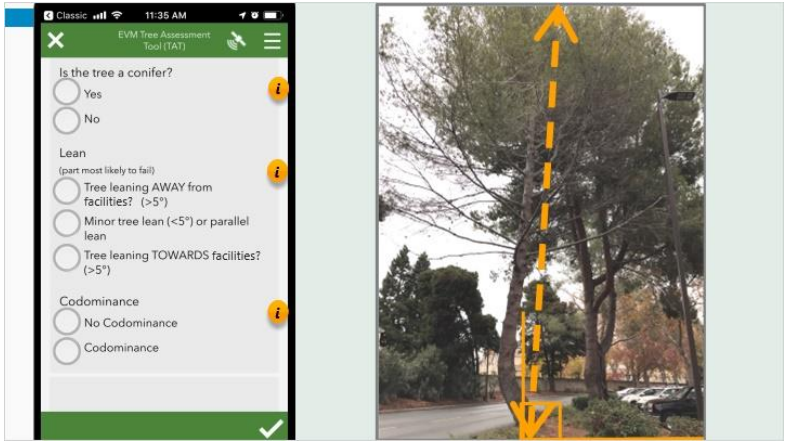 Classic 11:35 AM
EVM Tree Assessment
Tool (TAT)
Is the tree a conifer?
i
Yes
No
Lean
(part most likely to fail)
i
Tree leaning AWAY from
facilities? (>5°)
Minor tree lean (<5°) or parallel
lean
Tree leaning TOWARDS facilities?
(>5°)
Codominance
i
No Codominance
Codominance